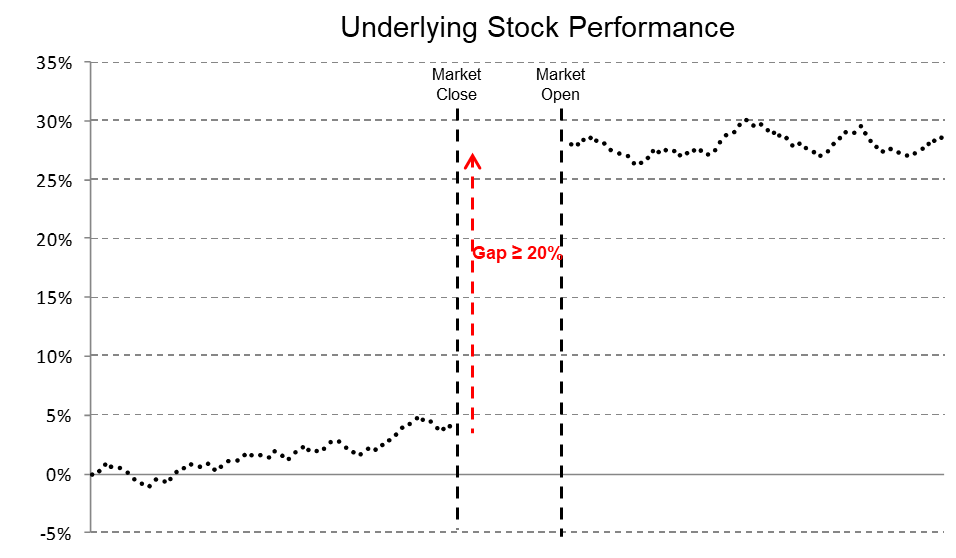 Underlying Stock Performance
35%
Market
Close
Market
Open
30%
25%
20%
Gap ≥ 20%
15%
10%
5%
0%
-5%